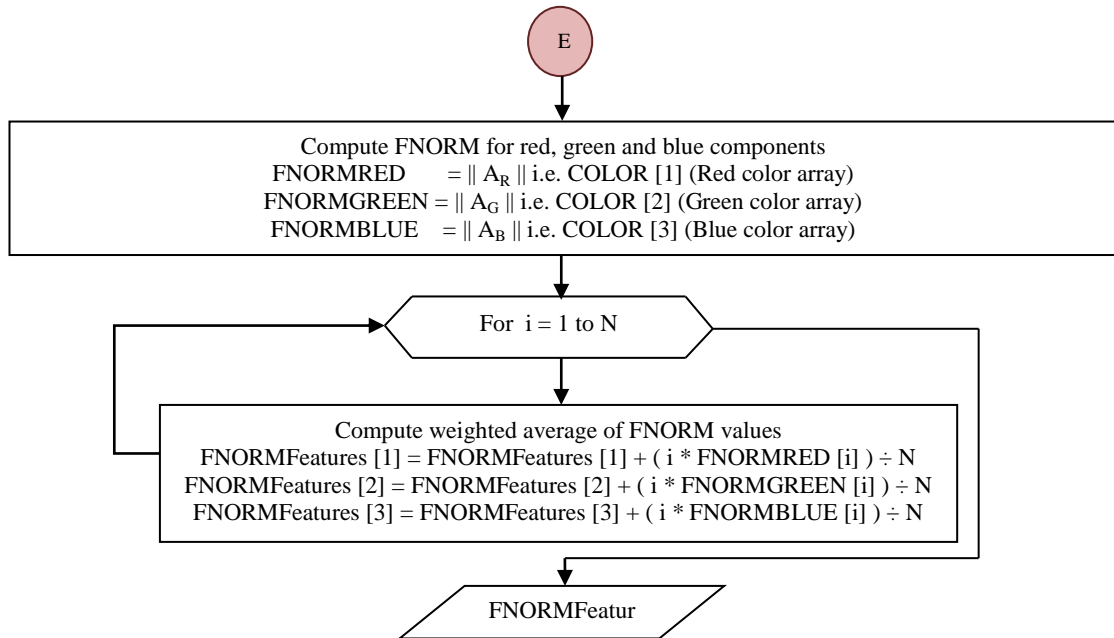 E
Compute FNORM for red, green and blue components
FNORMRED = || A_R || i.e. COLOR [1] (Red color array)
FNORMGREEN = || A_G || i.e. COLOR [2] (Green color array)
FNORMBLUE = || A_B || i.e. COLOR [3] (Blue color array)
For i = 1 to N
Compute weighted average of FNORM values
FNORMFeatures [1] = FNORMFeatures [1] + ( i * FNORMRED [i] ) ÷ N
FNORMFeatures [2] = FNORMFeatures [2] + ( i * FNORMGREEN [i] ) ÷ N
FNORMFeatures [3] = FNORMFeatures [3] + ( i * FNORMBLUE [i] ) ÷ N
FNORMFeatur